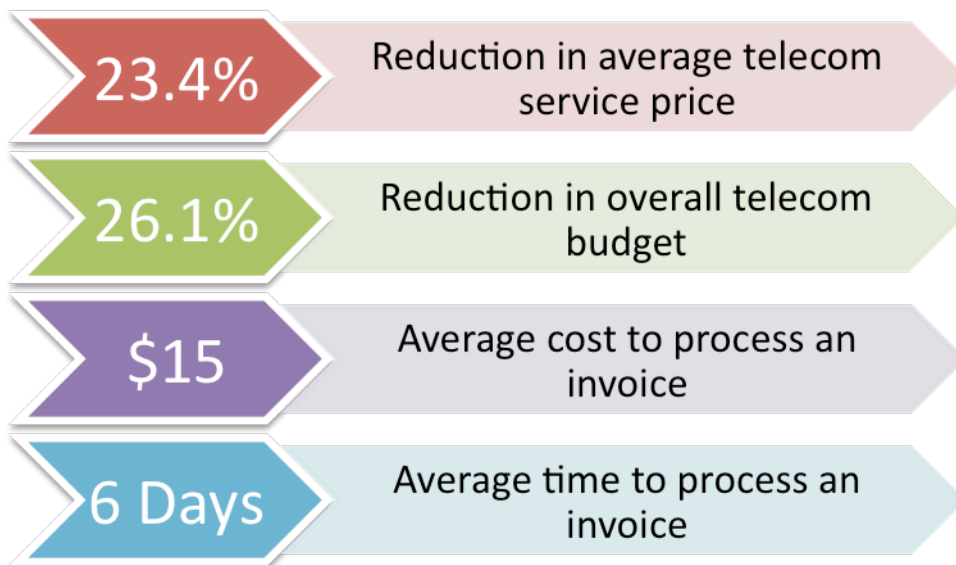 23.4%
Reduction in average telecom
service price
26.1%
Reduction in overall telecom
budget
$15
Average cost to process an
invoice
6 Days
Average time to process an
invoice